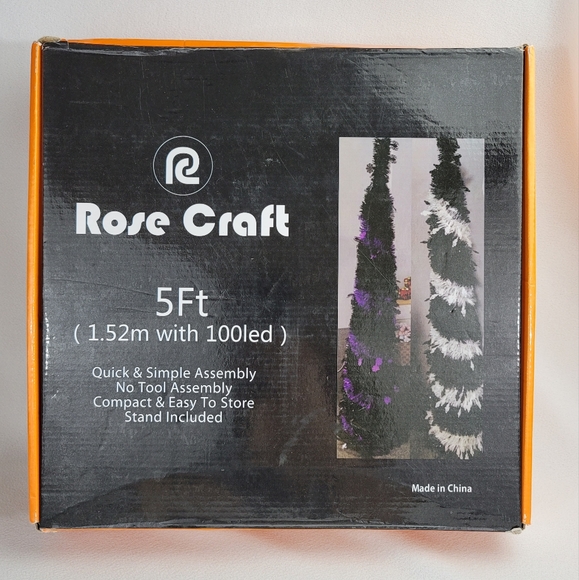 R
Rose Craft
5Ft
( 1.52m with 100led )
Quick & Simple Assembly
No Tool Assembly
Compact & Easy To Store
Stand Included
Made in China